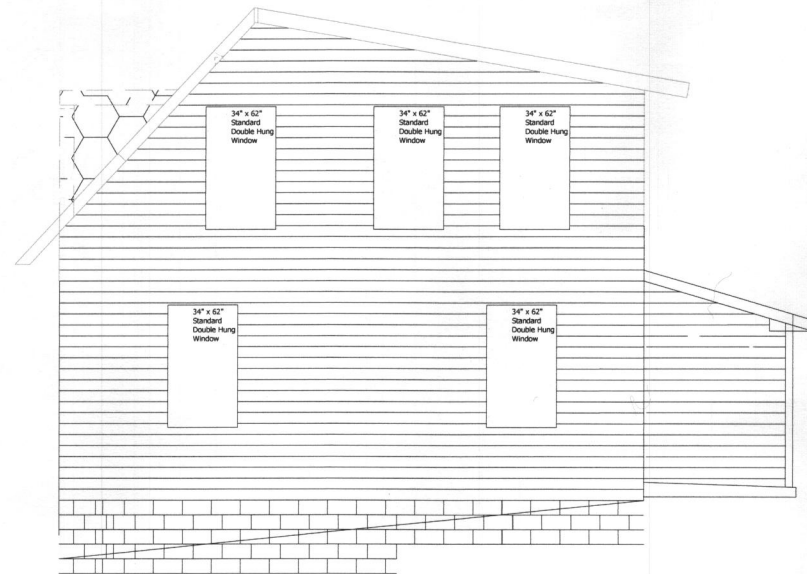 34" x 62"
Standard
Double Hung
Window
34" x 62"
Standard
Double Hung
Window
34" x 62"
Standard
Double Hung
Window
34" x 62"
Standard
Double Hung
Window
34" x 62"
Standard
Double Hung
Window